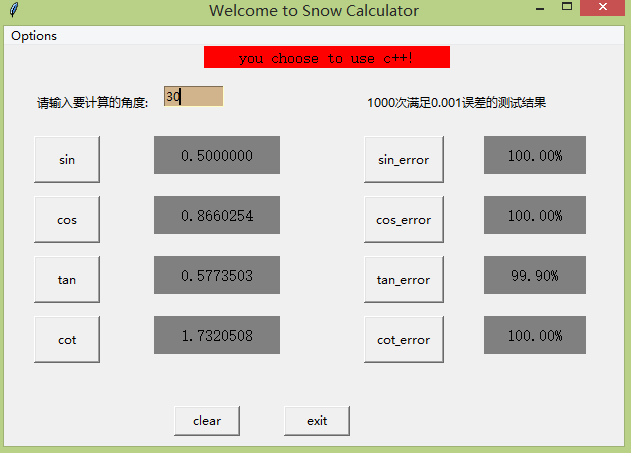 Welcome to Snow Calculator
Options
you choose to use c++!
请输入要计算的角度: 30 1000次满足0.001误差的测试结果
sin 0.5000000 sin_error 100.00%
cos 0.8660254 cos_error 100.00%
tan 0.5773503 tan_error 99.90%
cot 1.7320508 cot_error 100.00%
clear exit